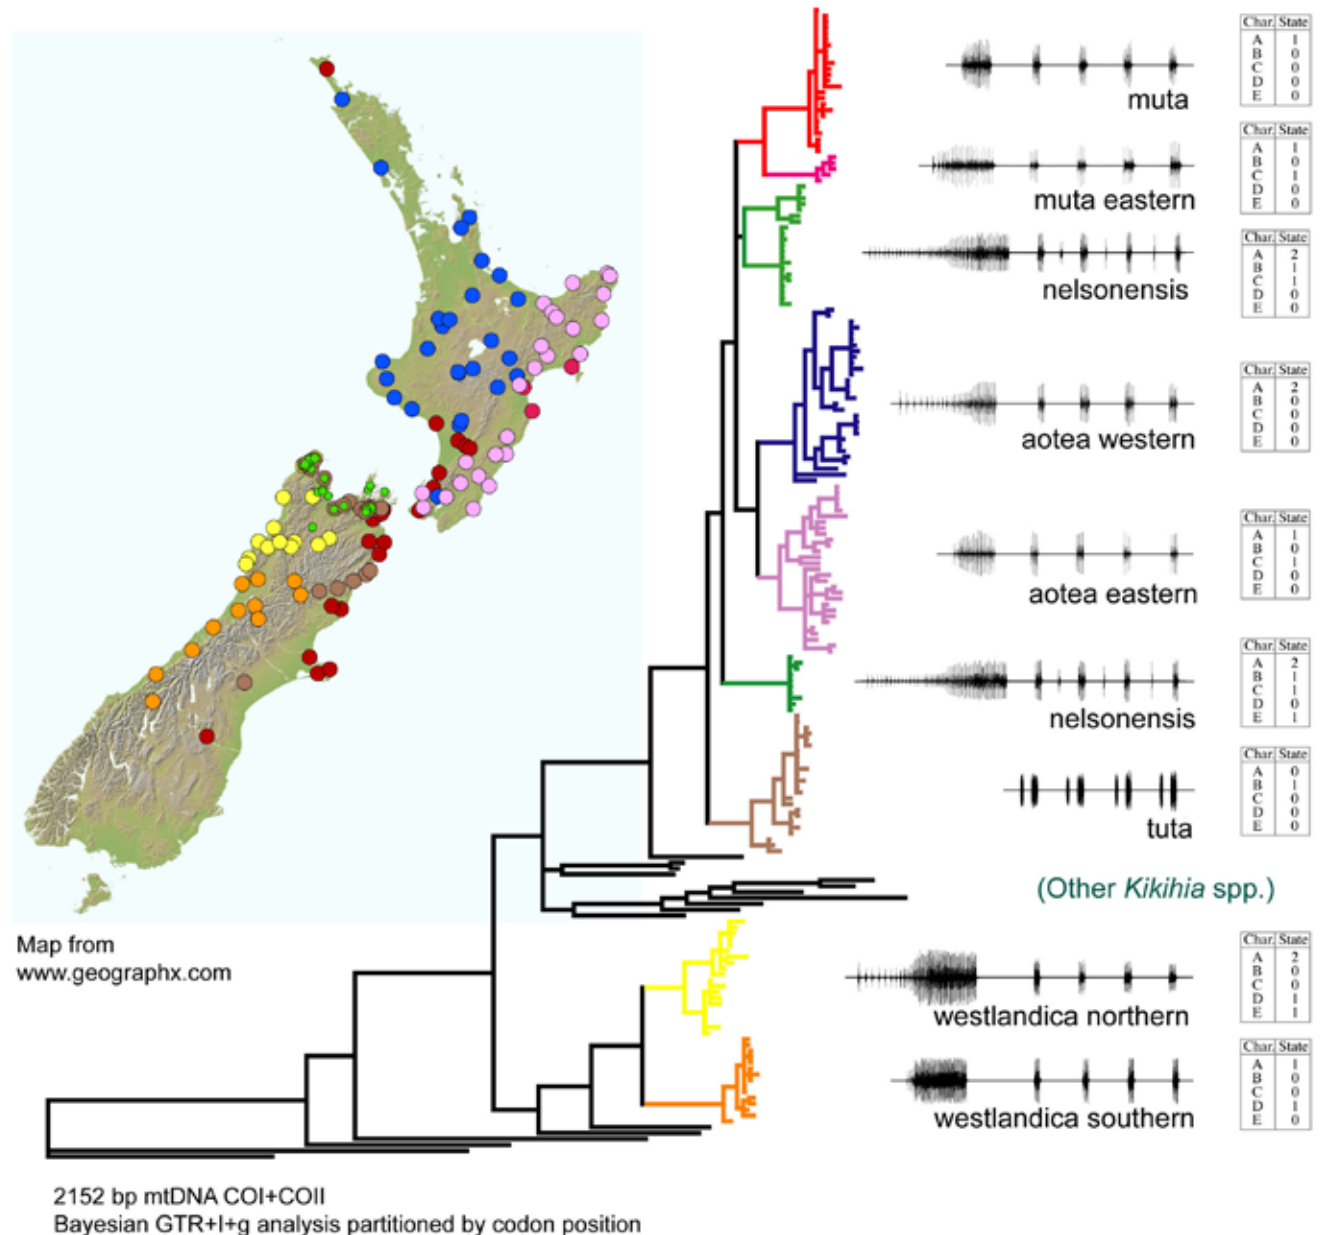 Char. State
A 1
B 0
C 0
D 0
E 0
muta
Char. State
A 1
B 0
C 1
D 0
E 0
muta eastern
Char. State
A 2
B 1
C 1
D 0
E 0
nelsonensis
Char. State
A 2
B 0
C 0
D 0
E 0
aotea western
Char. State
A 1
B 0
C 1
D 0
E 0
aotea eastern
Char. State
A 2
B 1
C 1
D 0
E 1
nelsonensis
Char. State
A 0
B 1
C 0
D 0
E 0
tuta
(Other Kikihia spp.)
Map from
www.geographx.com
Char. State
A 2
B 0
C 0
D 1
E 1
westlandica northern
Char. State
A 1
B 0
C 0
D 1
E 0
westlandica southern
2152 bp mtDNA COI+COII
Bayesian GTR+I+g analysis partitioned by codon position